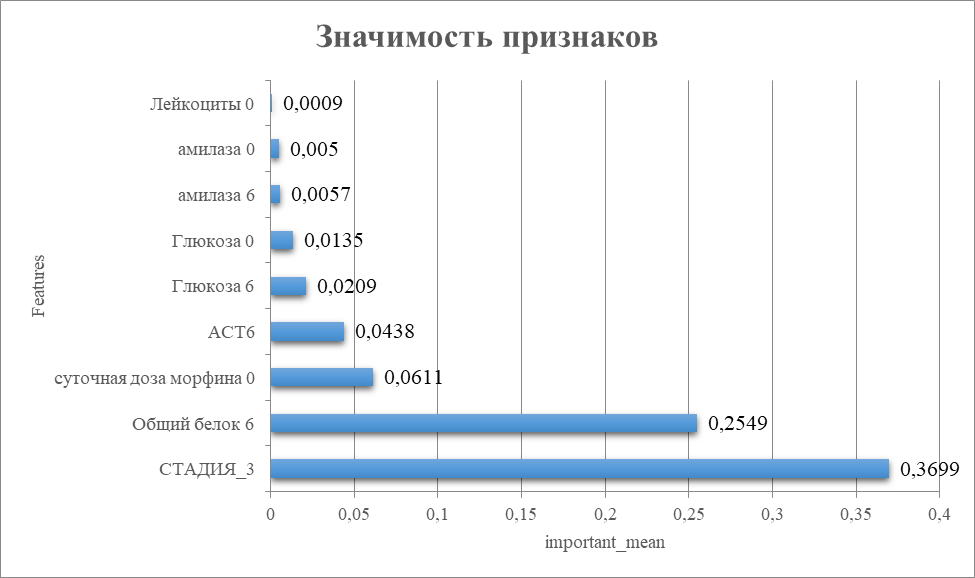 Значимость признаков
Features
Лейкоциты 0
0,0009
амилаза 0
0,005
амилаза 6
0,0057
Глюкоза 0
0,0135
Глюкоза 6
0,0209
АСТ6
0,0438
суточная доза морфина 0
0,0611
Общий белок 6
0,2549
СТАДИЯ_3
0,3699
0 0,05 0,1 0,15 0,2 0,25 0,3 0,35 0,4
important_mean